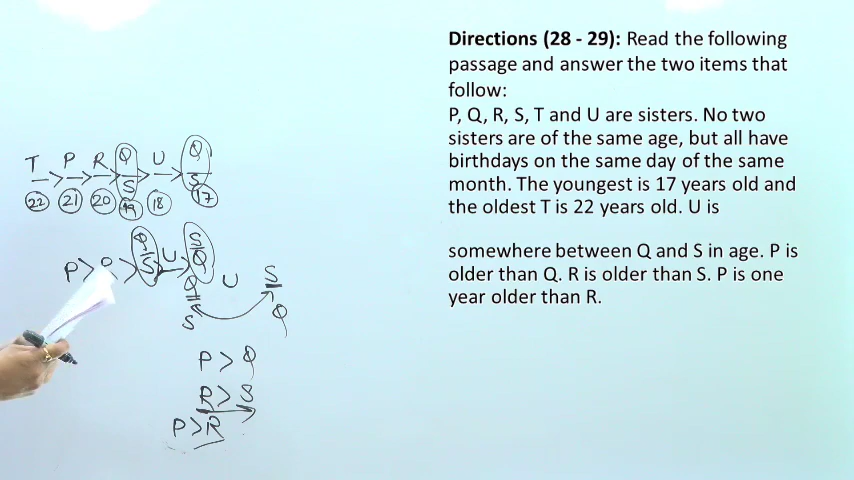 Directions (28 - 29): Read the following
passage and answer the two items that
follow:
P, Q, R, S, T and U are sisters. No two
sisters are of the same age, but all have
birthdays on the same day of the same
month. The youngest is 17 years old and
the oldest T is 22 years old. U is
somewhere between Q and S in age. P is
older than Q. R is older than S. P is one
year older than R.
T P R Q U Q
S S
22 21 20 19 18 17
P > > Q U S
S Q
Q U S
S Q
P > Q
R > S
P > R